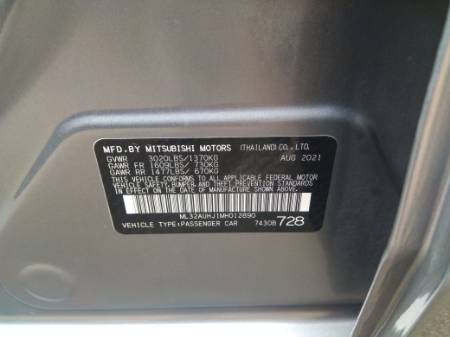 MFD.BY MITSUBISHI MOTORS (THAILAND)CO.,LTD.
GVWR 3020LBS/1370KG AUG 2021
GAWR FR 1609LBS/ 730KG
GAWR RR 1477LBS/ 670KG
THIS VEHICLE CONFORMS TO ALL APPLICABLE FEDERAL MOTOR
VEHICLE SAFETY,BUMPER AND THEFT PREVENTION STANDARDS
IN EFFECT ON THE DATE OF MANUFACTURE SHOWN ABOVE.
ML32AUHJ1MH012890
VEHICLE TYPE:PASSENGER CAR 7430B 728